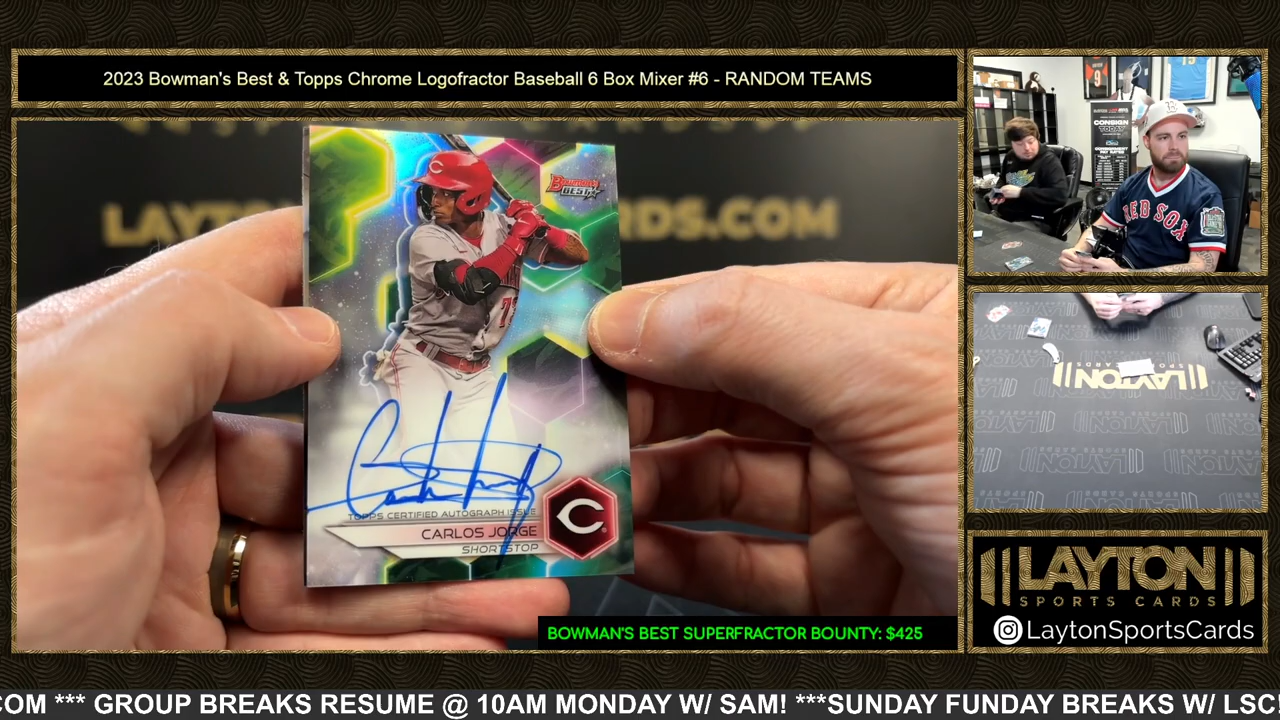 2023 Bowman's Best & Topps Chrome Logofractor Baseball 6 Box Mixer #6 - RANDOM TEAMS
BOWMAN'S
BEST
TOPPS CERTIFIED AUTOGRAPH ISSUE
CARLOS JORGE
SHORTSTOP
BOWMAN'S BEST SUPERFRACTOR BOUNTY: $425
CONSIGN
TODAY
RED SOX
LAYTON
LAYTON
SPORTS CARDS
LaytonSportsCards
COM *** GROUP BREAKS RESUME @ 10AM MONDAY W/ SAM! ***SUNDAY FUNDAY BREAKS W/ LSC!